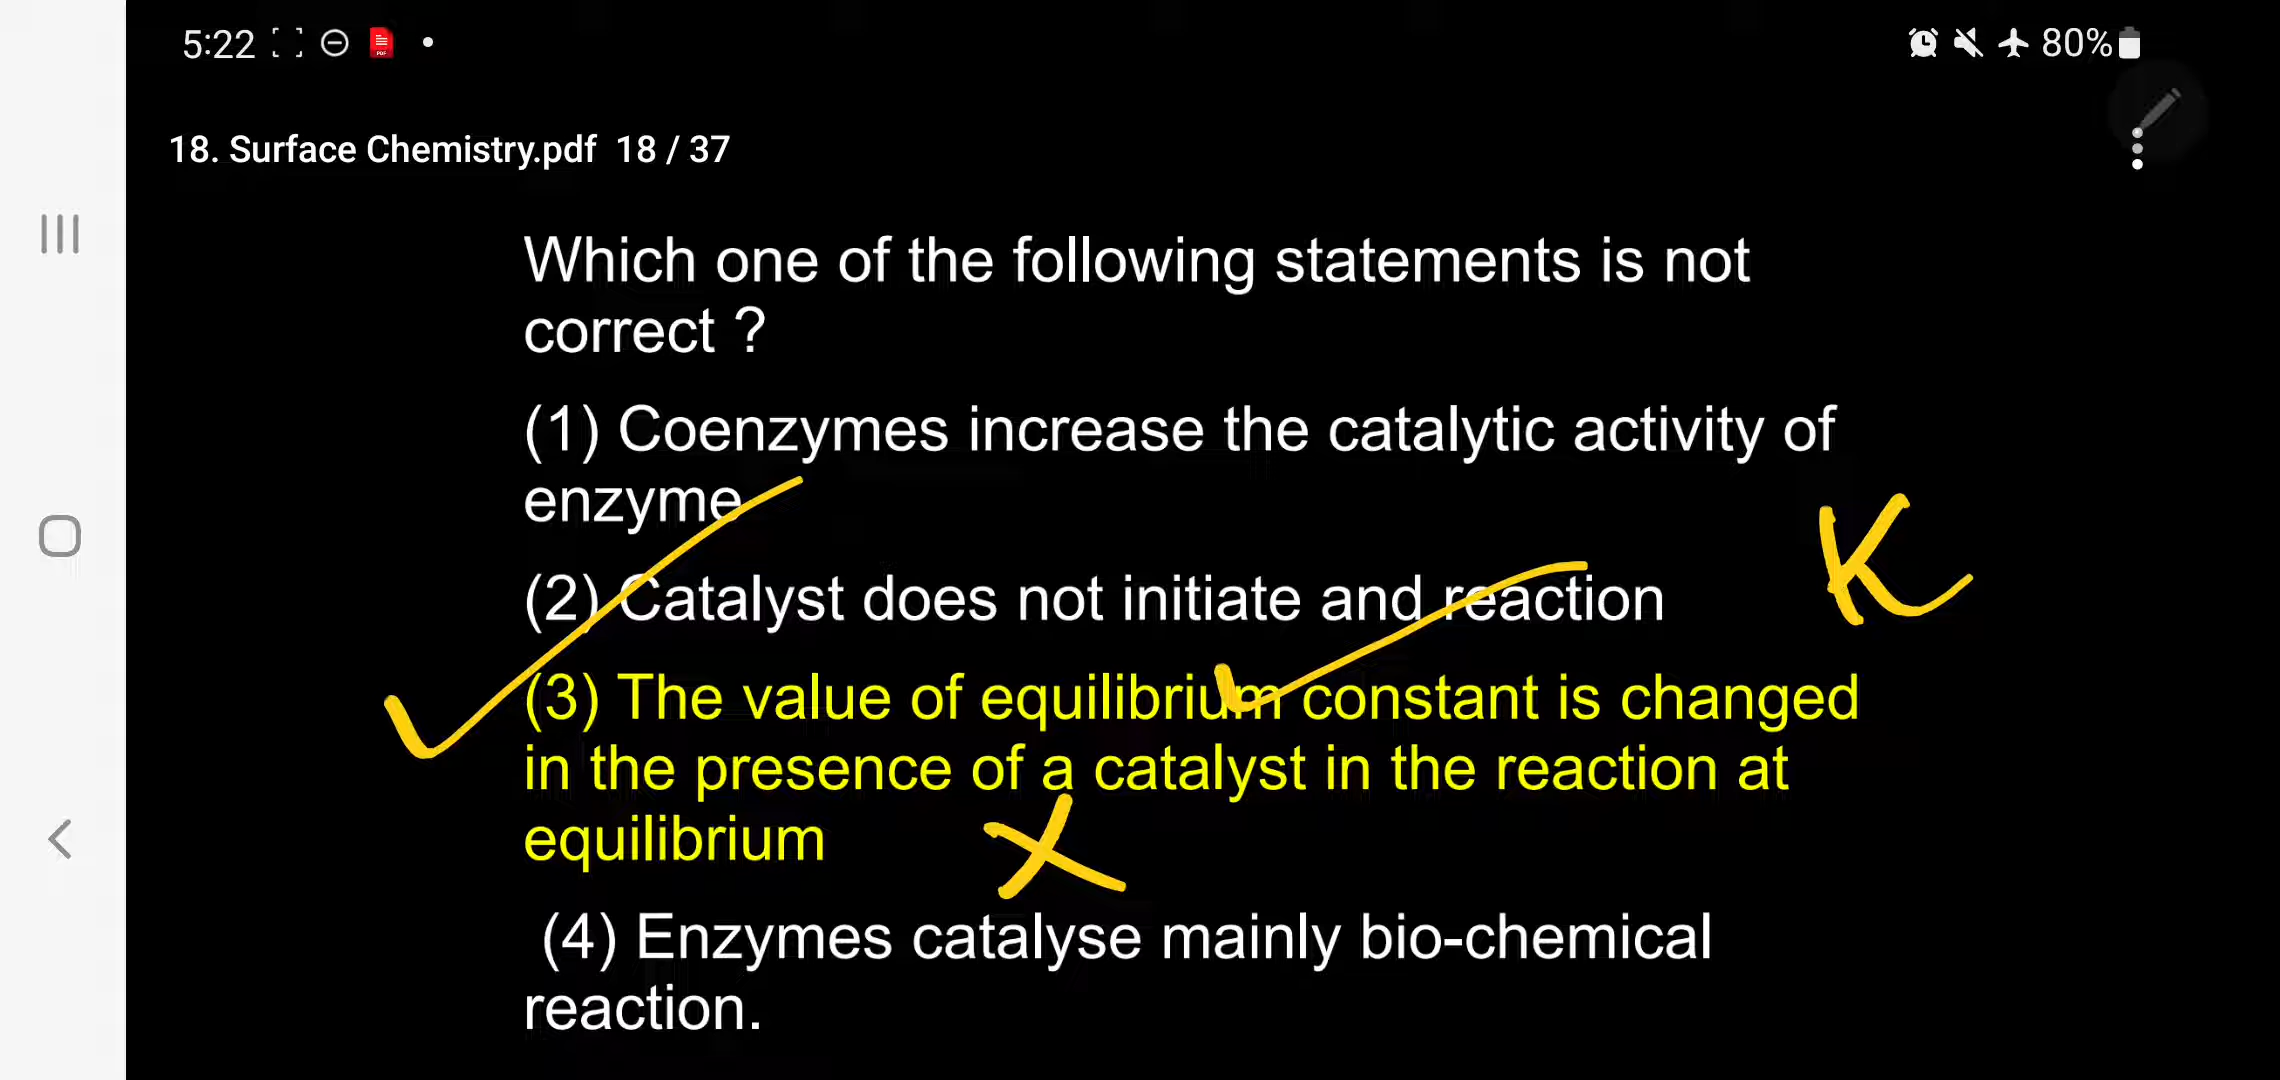 5:22
80%
18. Surface Chemistry.pdf 18 / 37
Which one of the following statements is not
correct ?
(1) Coenzymes increase the catalytic activity of
enzyme
(2) Catalyst does not initiate and reaction
K
(3) The value of equilibrium constant is changed
in the presence of a catalyst in the reaction at
equilibrium
(4) Enzymes catalyse mainly bio-chemical
reaction.